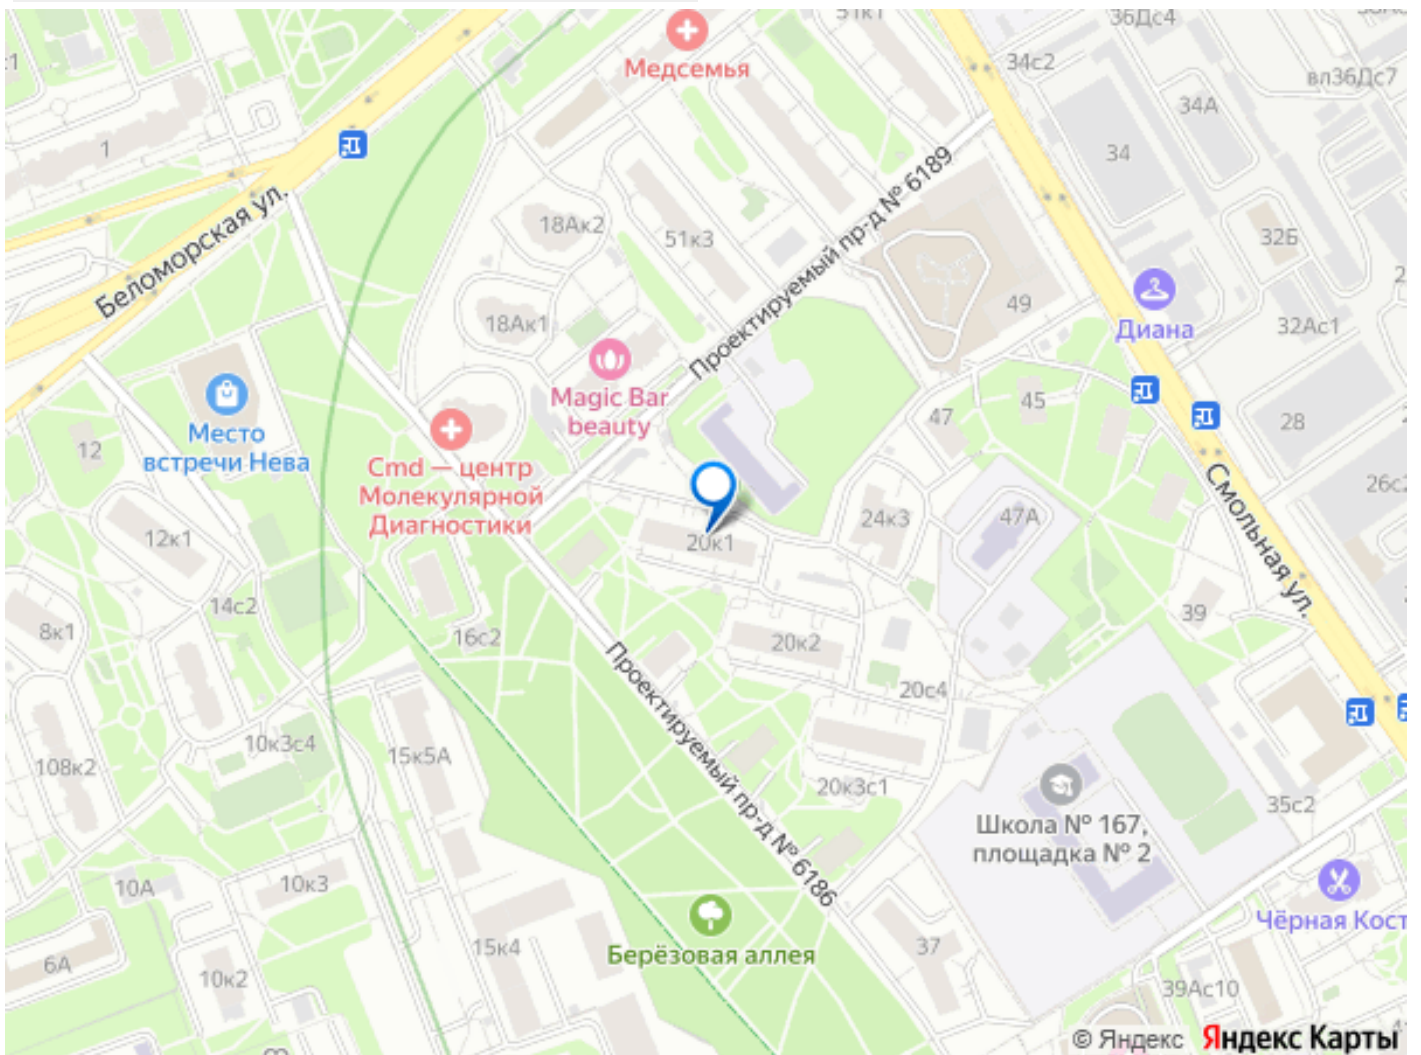 51к1
36Дс4
Медсемья
34с2
вл36Дс7
34А
1
34
Проектируемый пр-д № 6189
18Ак2
51к3
32Б
Беломорская ул.
49
18Ак1
Диана
32Ас1
Magic Bar
beauty
47
45
28
12
Место
встречи Нева
Cmd — центр
Молекулярной
Диагностики
Смольная ул.
12к1
24к3
47А
20к1
14с2
39
8к1
16с2
20к2
Проектируемый пр-д № 6186
20с4
10к3с4
15к5А
108к2
20к3с1
35с2
Школа № 167,
площадка № 2
10А
10к3
Чёрная Кост
Берёзовая аллея
15к4
37
6А
10к2
39Ас10
© Яндекс Яндекс Карты